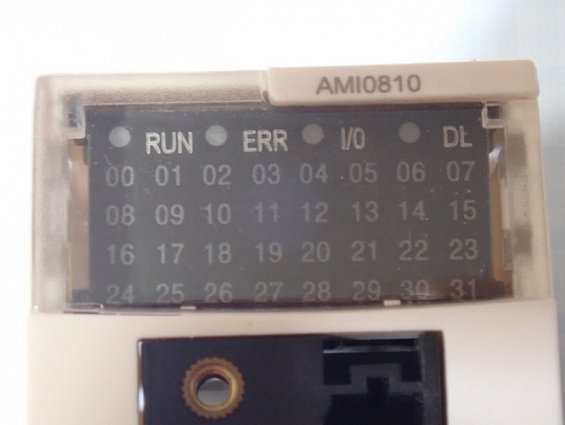 AMI0810
RUN ERR I/0 DL
00 01 02 03 04 05 06 07
08 09 10 11 12 13 14 15
16 17 18 19 20 21 22 23
24 25 26 27 28 29 30 31